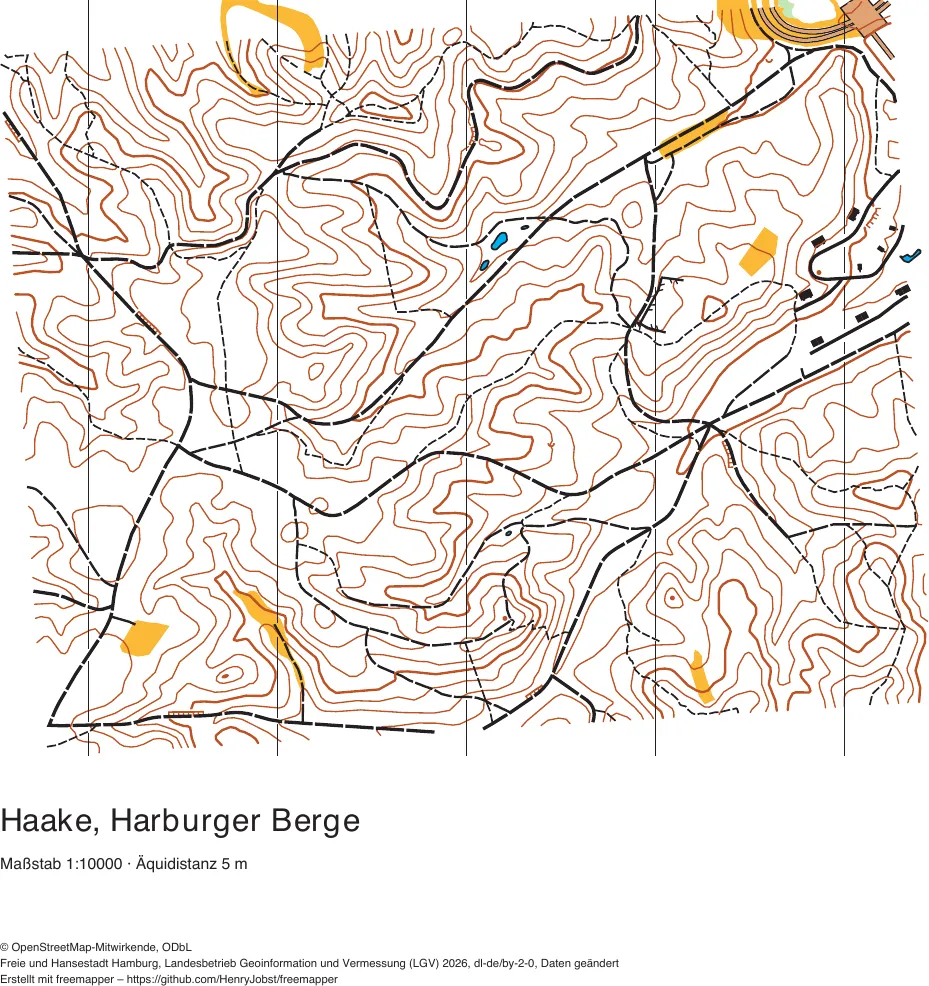 Haake, Harburger Berge
Maßstab 1:10000 · Äquidistanz 5 m
© OpenStreetMap-Mitwirkende, ODbL
Freie und Hansestadt Hamburg, Landesbetrieb Geoinformation und Vermessung (LGV) 2026, dl-de/by-2-0, Daten geändert
Erstellt mit freemapper – https://github.com/HenryJobst/freemapper